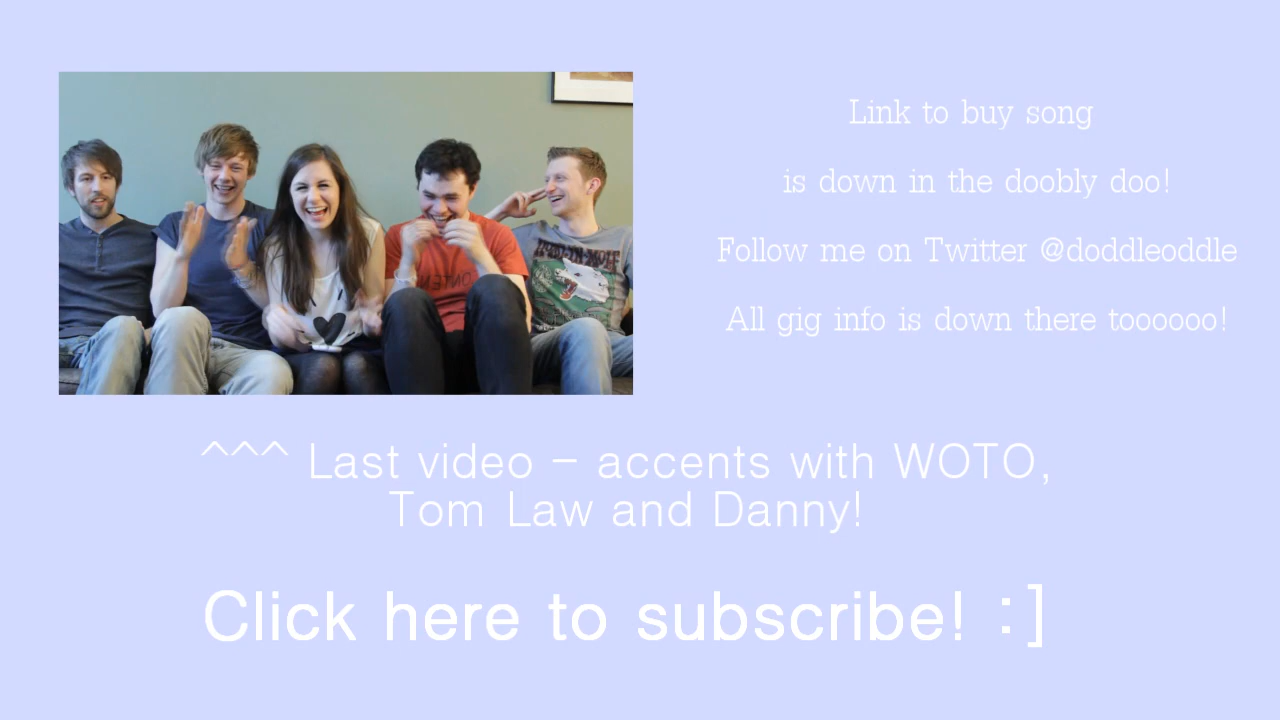 Link to buy song
is down in the doobly doo!
Follow me on Twitter @doddleoddle
All gig info is down there toooooo!
^^^ Last video - accents with WOTO,
Tom Law and Danny!
Click here to subscribe! :]